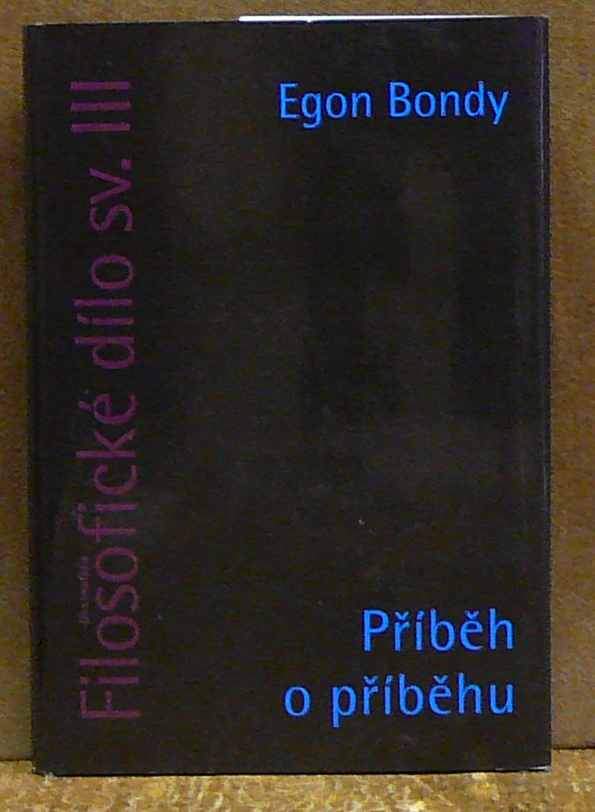 Egon Bondy
Filosofické dílo sv. III
Příběh
o příběhu